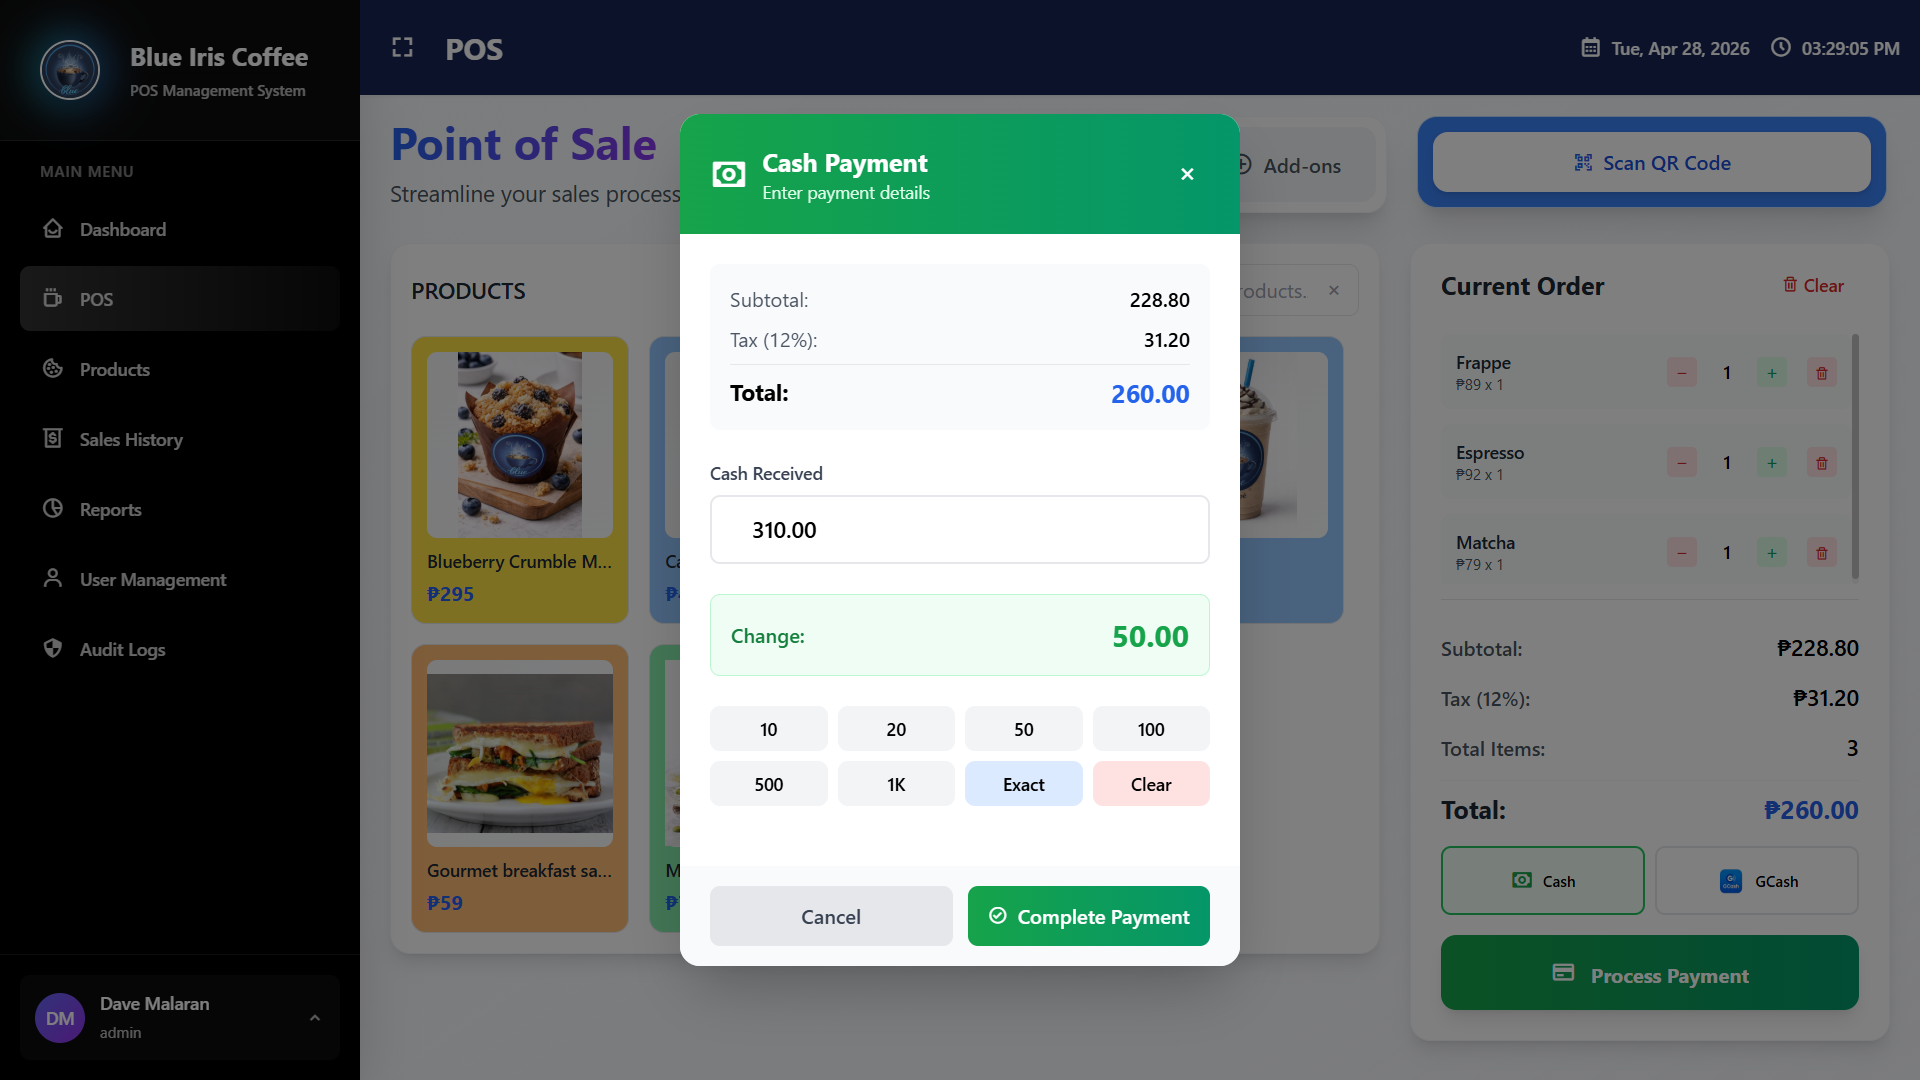 Blue Iris Coffee
POS Management System
MAIN MENU
Dashboard
POS
Products
Sales History
Reports
User Management
Audit Logs
DM
Dave Malaran
admin
POS
Tue, Apr 28, 2026
03:29:05 PM
Point of Sale
Streamline your sales process
Add-ons
Scan QR Code
PRODUCTS
Blueberry Crumble M...
₱295
Gourmet breakfast sa...
₱59
Cash Payment
Enter payment details
Subtotal: 228.80
Tax (12%): 31.20
Total: 260.00
Cash Received
310.00
Change: 50.00
10 20 50 100
500 1K Exact Clear
Cancel
Complete Payment
Current Order
Clear
Frappe
₱89 x 1
− 1 +
Espresso
₱92 x 1
− 1 +
Matcha
₱79 x 1
− 1 +
Subtotal: ₱228.80
Tax (12%): ₱31.20
Total Items: 3
Total: ₱260.00
Cash
GCash
Process Payment